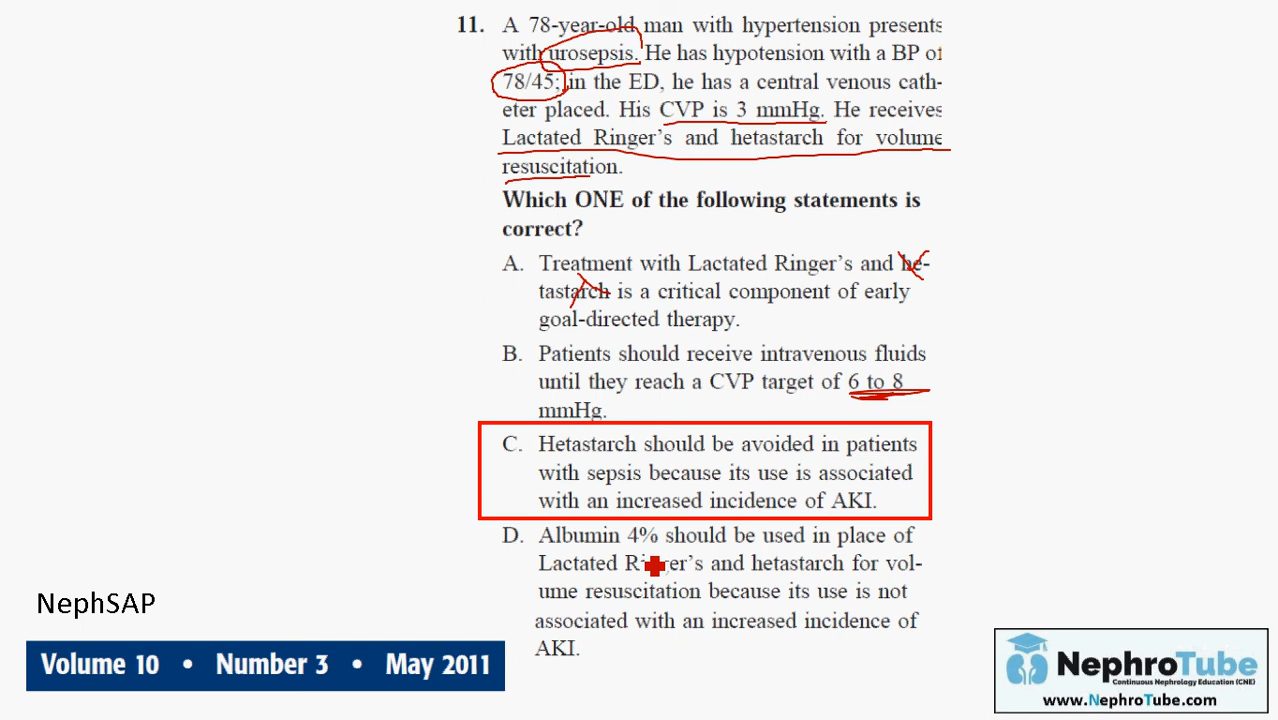 11. A 78-year-old man with hypertension presents
with urosepsis. He has hypotension with a BP of
78/45; in the ED, he has a central venous cath-
eter placed. His CVP is 3 mmHg. He receives
Lactated Ringer's and hetastarch for volume
resuscitation.
Which ONE of the following statements is
correct?
A. Treatment with Lactated Ringer's and he-
tastarch is a critical component of early
goal-directed therapy.
B. Patients should receive intravenous fluids
until they reach a CVP target of 6 to 8
mmHg.
C. Hetastarch should be avoided in patients
with sepsis because its use is associated
with an increased incidence of AKI.
D. Albumin 4% should be used in place of
Lactated Ringer's and hetastarch for vol-
ume resuscitation because its use is not
associated with an increased incidence of
AKI.
NephSAP
Volume 10 • Number 3 • May 2011
NephroTube
Continuous Nephrology Education (CNE)
www.NephroTube.com